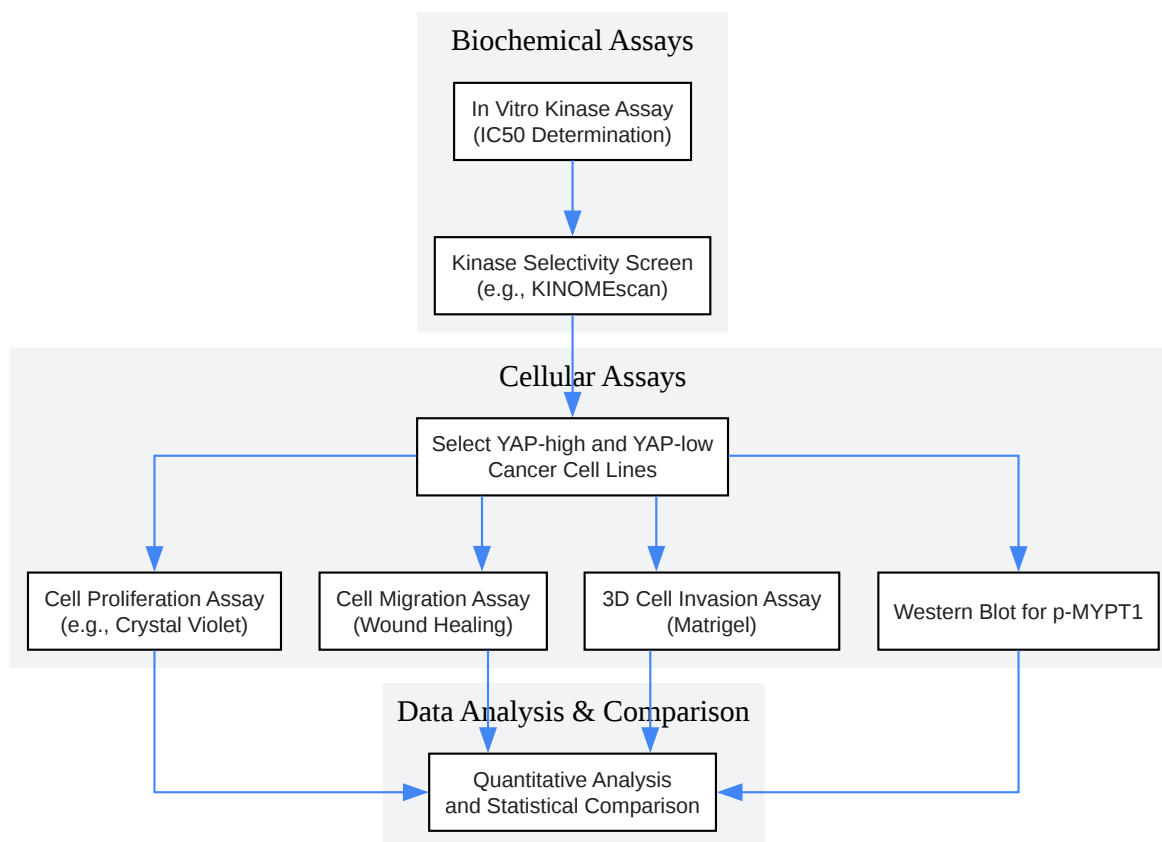 Biochemical Assays
In Vitro Kinase Assay
(IC50 Determination)
Kinase Selectivity Screen
(e.g., KINOMEscan)
Cellular Assays
Select YAP-high and YAP-low
Cancer Cell Lines
Cell Proliferation Assay
(e.g., Crystal Violet)
Cell Migration Assay
(Wound Healing)
3D Cell Invasion Assay
(Matrigel)
Western Blot for p-MYPT1
Data Analysis & Comparison
Quantitative Analysis
and Statistical Comparison